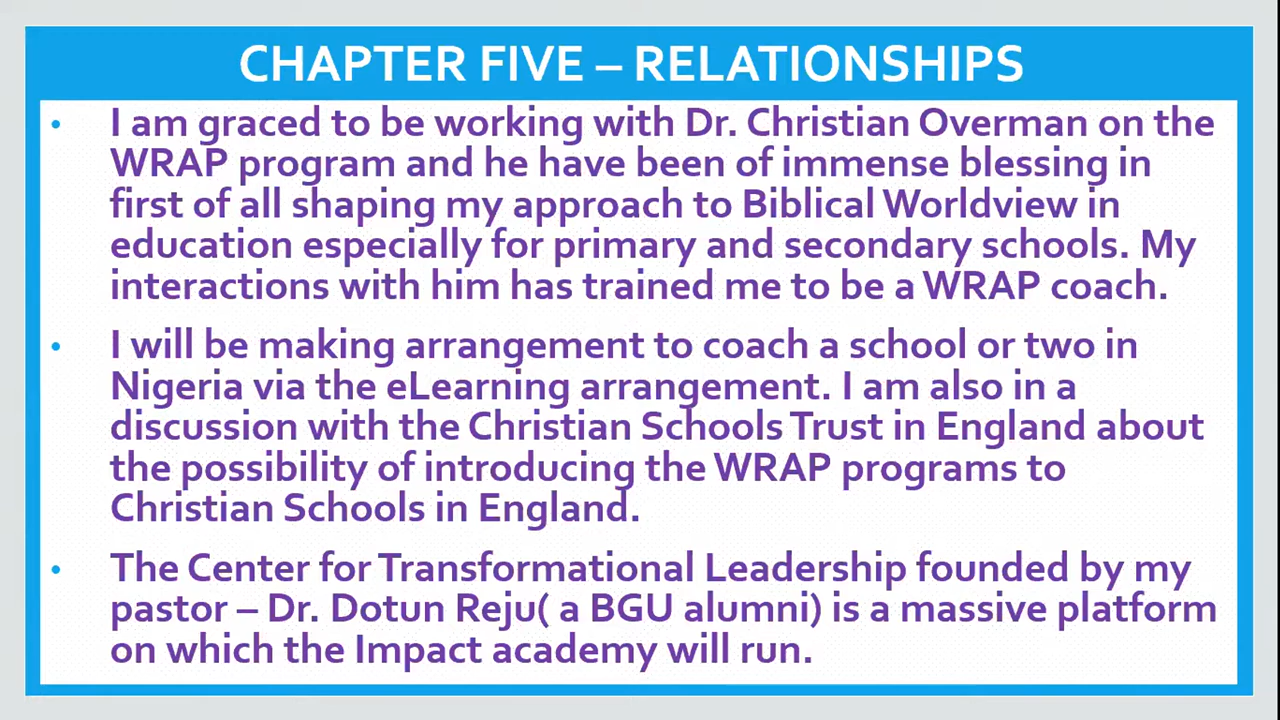 CHAPTER FIVE – RELATIONSHIPS
• I am graced to be working with Dr. Christian Overman on the
WRAP program and he have been of immense blessing in
first of all shaping my approach to Biblical Worldview in
education especially for primary and secondary schools. My
interactions with him has trained me to be a WRAP coach.
• I will be making arrangement to coach a school or two in
Nigeria via the eLearning arrangement. I am also in a
discussion with the Christian Schools Trust in England about
the possibility of introducing the WRAP programs to
Christian Schools in England.
• The Center for Transformational Leadership founded by my
pastor – Dr. Dotun Reju( a BGU alumni) is a massive platform
on which the Impact academy will run.